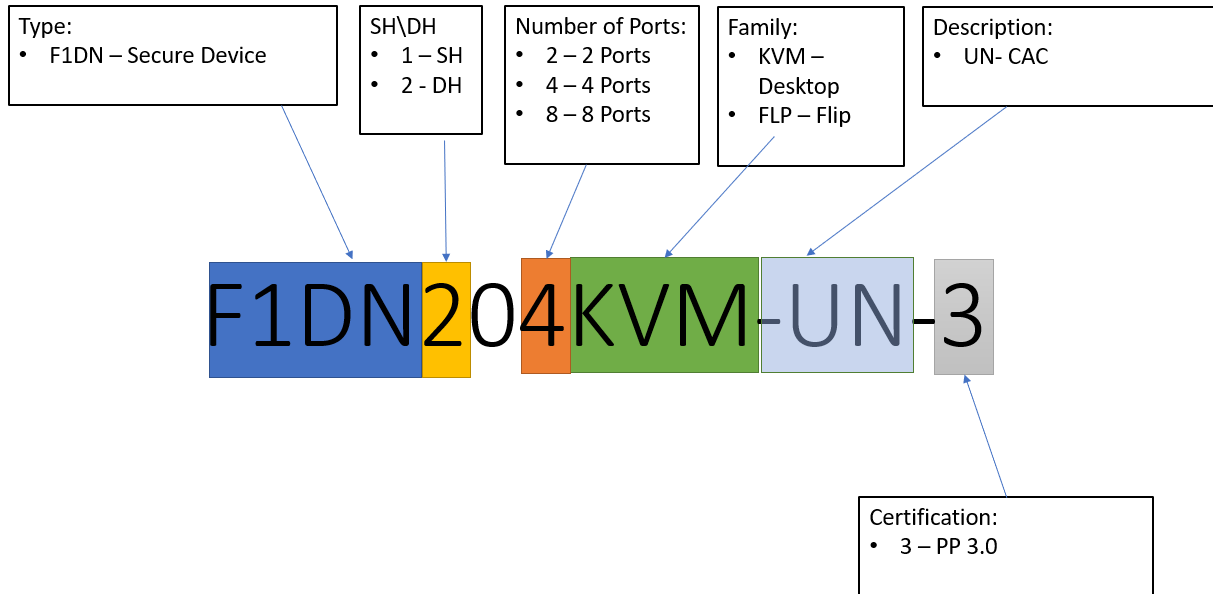 Type:
• F1DN – Secure Device
SH\DH
• 1 – SH
• 2 - DH
Number of Ports:
• 2 – 2 Ports
• 4 – 4 Ports
• 8 – 8 Ports
Family:
• KVM –
Desktop
• FLP – Flip
Description:
• UN- CAC
F1DN204KVM-UN-3
Certification:
• 3 – PP 3.0